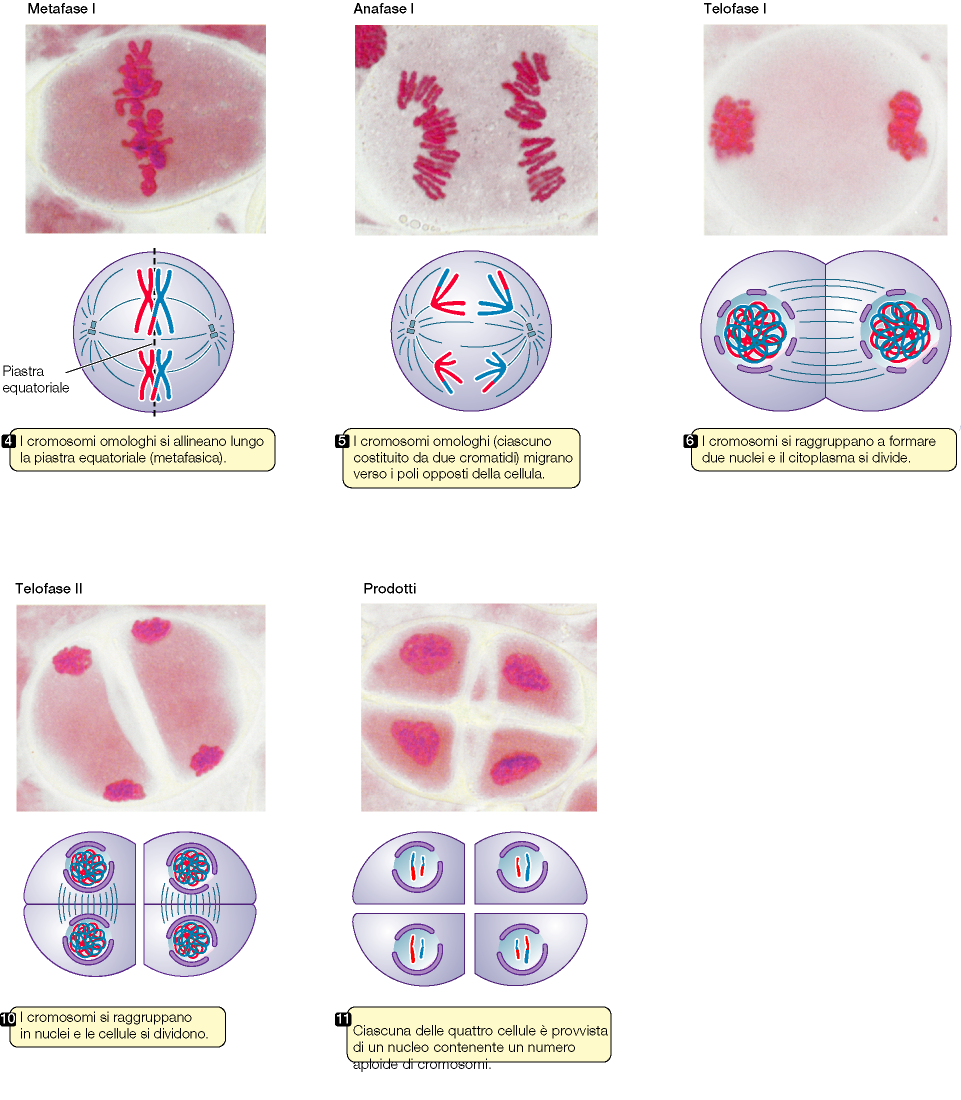 Metafase I
Anafase I
Telofase I
Piastra
equatoriale
4 I cromosomi omologhi si allineano lungo
la piastra equatoriale (metafasica).
5 I cromosomi omologhi (ciascuno
costituito da due cromatidi) migrano
verso i poli opposti della cellula.
6 I cromosomi si raggruppano a formare
due nuclei e il citoplasma si divide.
Telofase II
Prodotti
10 I cromosomi si raggruppano
in nuclei e le cellule si dividono.
11 Ciascuna delle quattro cellule è provvista
di un nucleo contenente un numero
aploide di cromosomi.